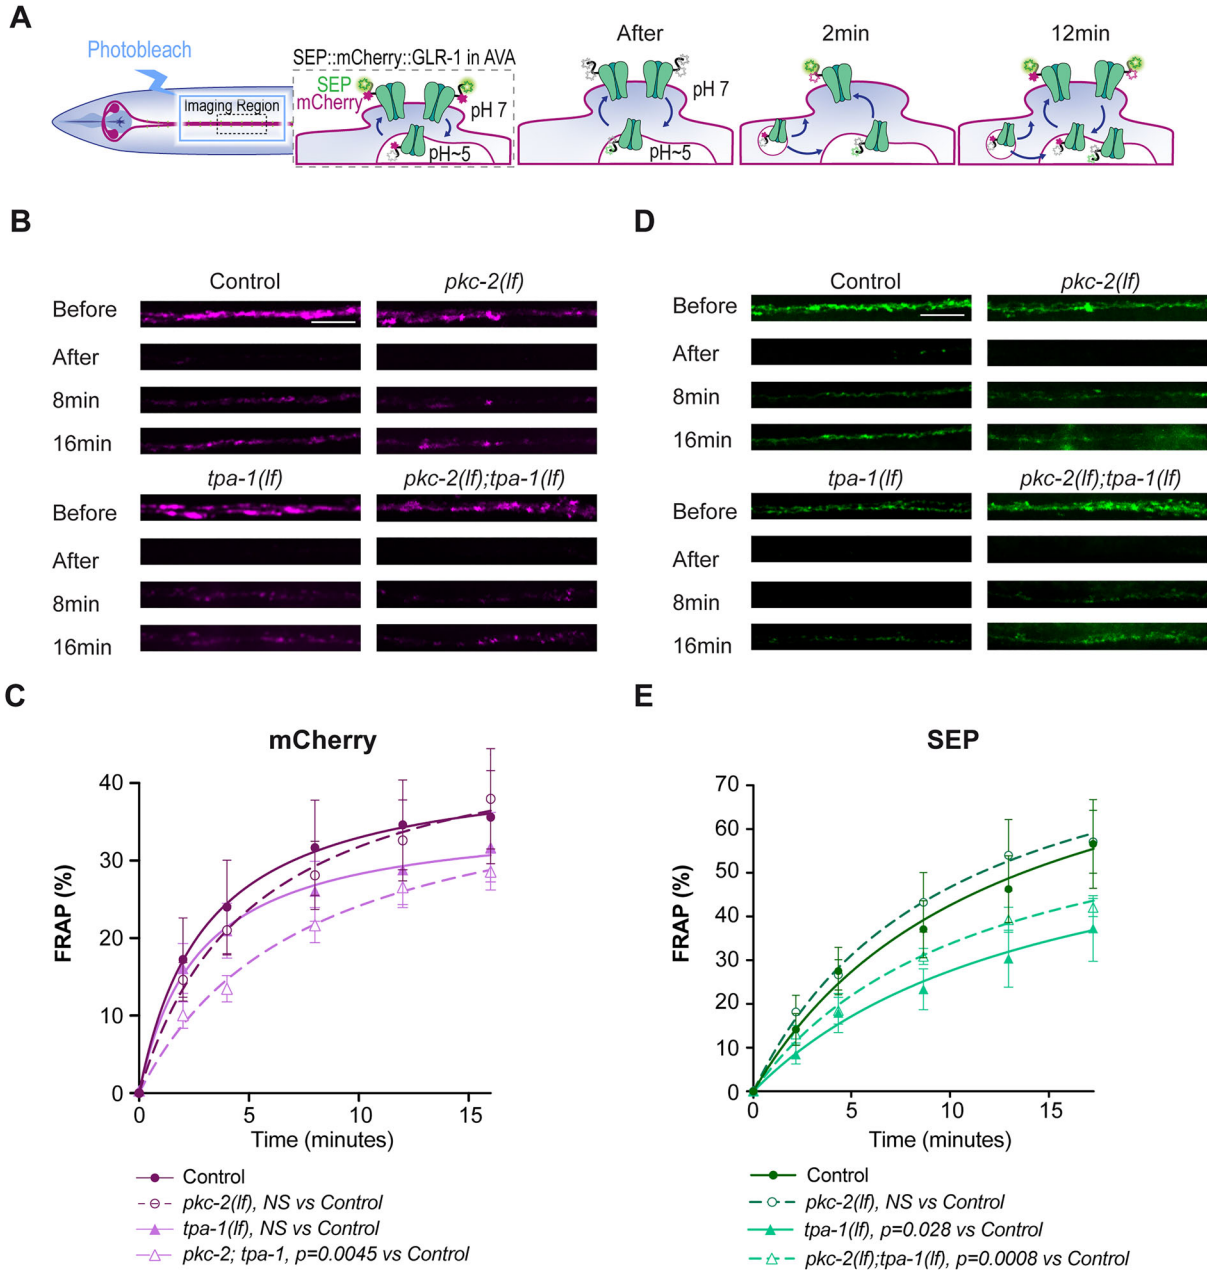 A
Photobleach
Imaging Region
SEP::mCherry::GLR-1 in AVA
SEP
mCherry
pH 7
pH~5
After
pH 7
pH~5
2min
12min
B
Control
pkc-2(lf)
Before
After
8min
16min
tpa-1(lf)
pkc-2(lf);tpa-1(lf)
Before
After
8min
16min
D
Control
pkc-2(lf)
Before
After
8min
16min
tpa-1(lf)
pkc-2(lf);tpa-1(lf)
Before
After
8min
16min
C
mCherry
FRAP (%)
40
30
20
10
0
0
5
10
15
Time (minutes)
Control
pkc-2(lf), NS vs Control
tpa-1(lf), NS vs Control
pkc-2; tpa-1, p=0.0045 vs Control
E
SEP
FRAP (%)
70
60
50
40
30
20
10
0
0
5
10
15
Time (minutes)
Control
pkc-2(lf), NS vs Control
tpa-1(lf), p=0.028 vs Control
pkc-2(lf);tpa-1(lf), p=0.0008 vs Control